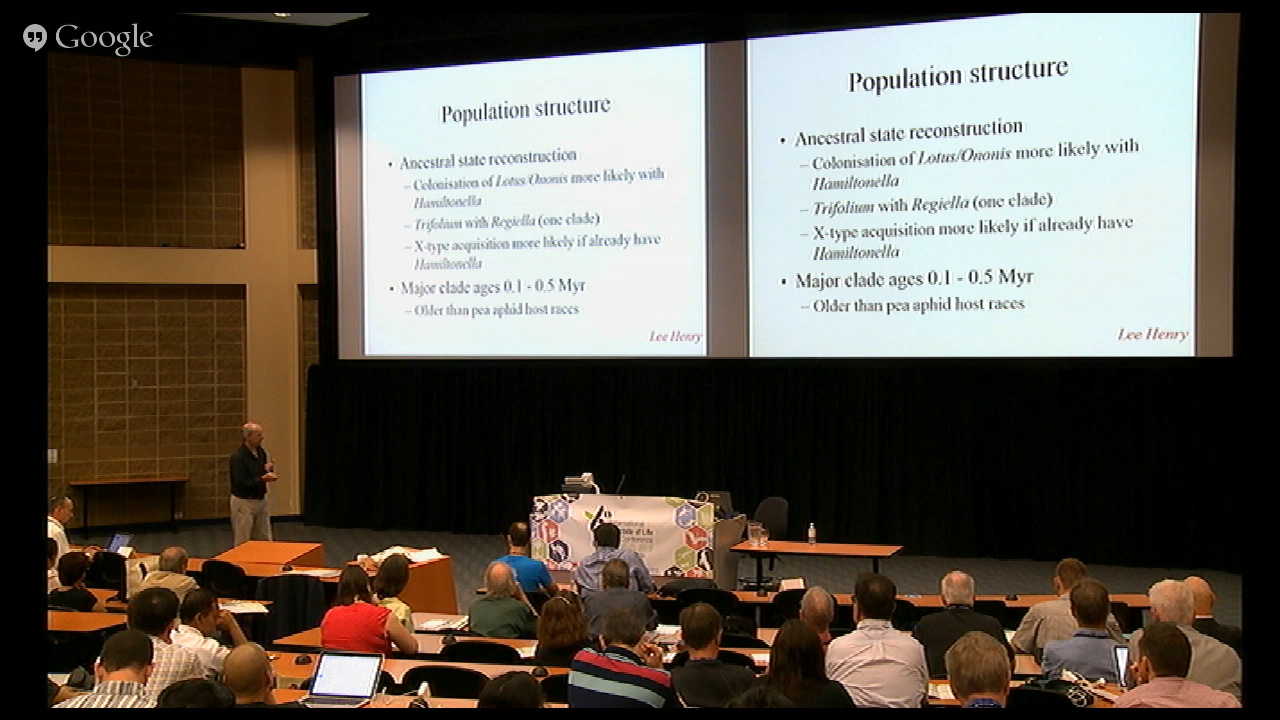 Google
Population structure
• Ancestral state reconstruction
– Colonisation of Lotus/Ononis more likely with
Hamiltonella
– Trifolium with Regiella (one clade)
– X-type acquisition more likely if already have
Hamiltonella
• Major clade ages 0.1 - 0.5 Myr
– Older than pea aphid host races
Lee Henry
Population structure
• Ancestral state reconstruction
– Colonisation of Lotus/Ononis more likely with
Hamiltonella
– Trifolium with Regiella (one clade)
– X-type acquisition more likely if already have
Hamiltonella
• Major clade ages 0.1 - 0.5 Myr
– Older than pea aphid host races
Lee Henry
of Life